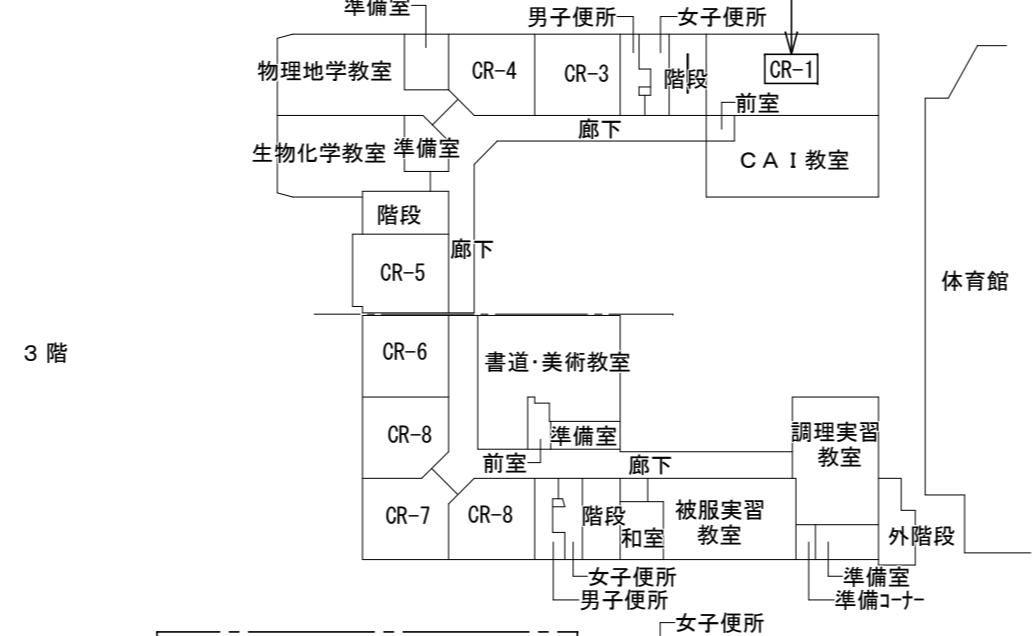 準備室
男子便所
女子便所
物理地学教室
CR-4
CR-3
階段
CR-1
前室
廊下
生物化学教室
準備室
ＣＡＩ教室
階段
廊下
CR-5
体育館
３階
CR-6
書道・美術教室
CR-8
準備室
調理実習
教室
前室
廊下
CR-7
CR-8
階段
和室
被服実習
教室
外階段
女子便所
男子便所
準備室
準備ｺｰﾅｰ
女子便所